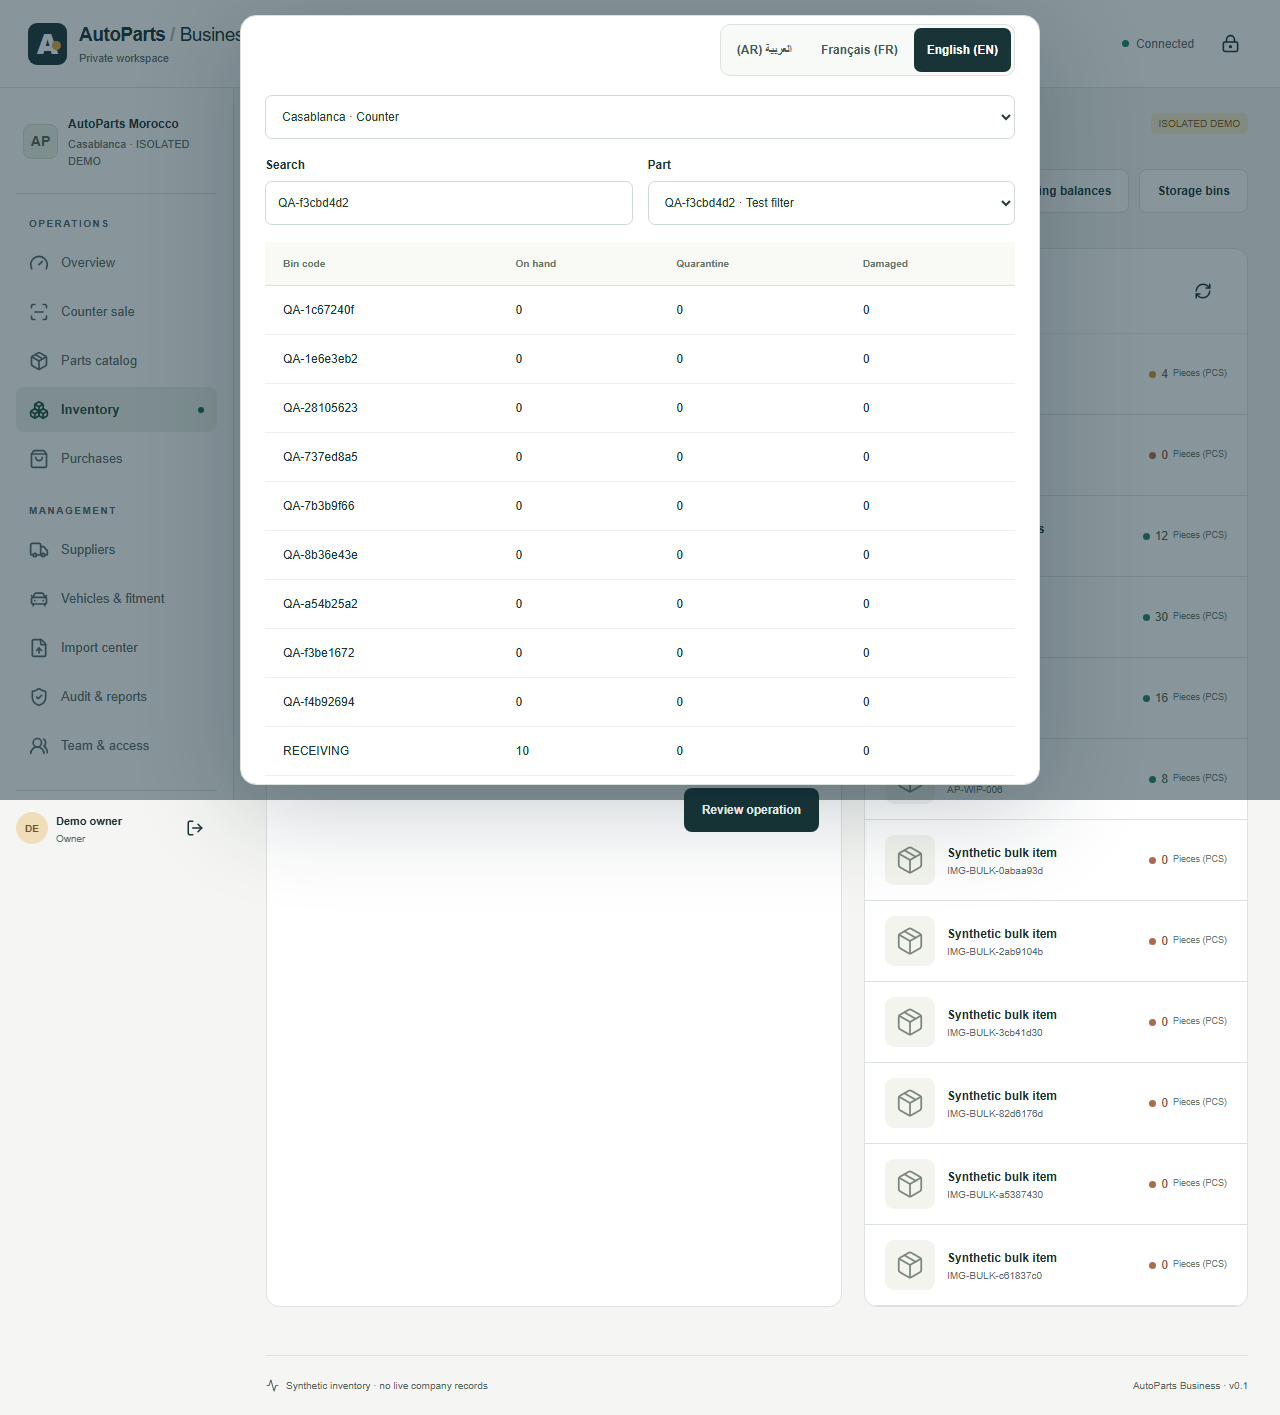 AutoParts / Busines
Private workspace
العربية (AR)
Français (FR)
English (EN)
Connected
AP
AutoParts Morocco
Casablanca · ISOLATED
DEMO
ISOLATED DEMO
Casablanca · Counter
Search
Part
QA-f3cbd4d2
QA-f3cbd4d2 · Test filter
ing balances
Storage bins
OPERATIONS
Overview
Counter sale
Parts catalog
Inventory
Purchases
MANAGEMENT
Suppliers
Vehicles & fitment
Import center
Audit & reports
Team & access
DE
Demo owner
Owner
Bin code On hand Quarantine Damaged
QA-1c67240f 0 0 0
QA-1e6e3eb2 0 0 0
QA-28105623 0 0 0
QA-737ed8a5 0 0 0
QA-7b3b9f66 0 0 0
QA-8b36e43e 0 0 0
QA-a54b25a2 0 0 0
QA-f3be1672 0 0 0
QA-f4b92694 0 0 0
RECEIVING 10 0 0
Review operation
4 Pieces (PCS)
0 Pieces (PCS)
s
12 Pieces (PCS)
30 Pieces (PCS)
16 Pieces (PCS)
8 Pieces (PCS)
AP-WIP-006
Synthetic bulk item
IMG-BULK-0abaa93d
0 Pieces (PCS)
Synthetic bulk item
IMG-BULK-2ab9104b
0 Pieces (PCS)
Synthetic bulk item
IMG-BULK-3cb41d30
0 Pieces (PCS)
Synthetic bulk item
IMG-BULK-82d6176d
0 Pieces (PCS)
Synthetic bulk item
IMG-BULK-a5387430
0 Pieces (PCS)
Synthetic bulk item
IMG-BULK-c61837c0
0 Pieces (PCS)
Synthetic inventory · no live company records
AutoParts Business · v0.1